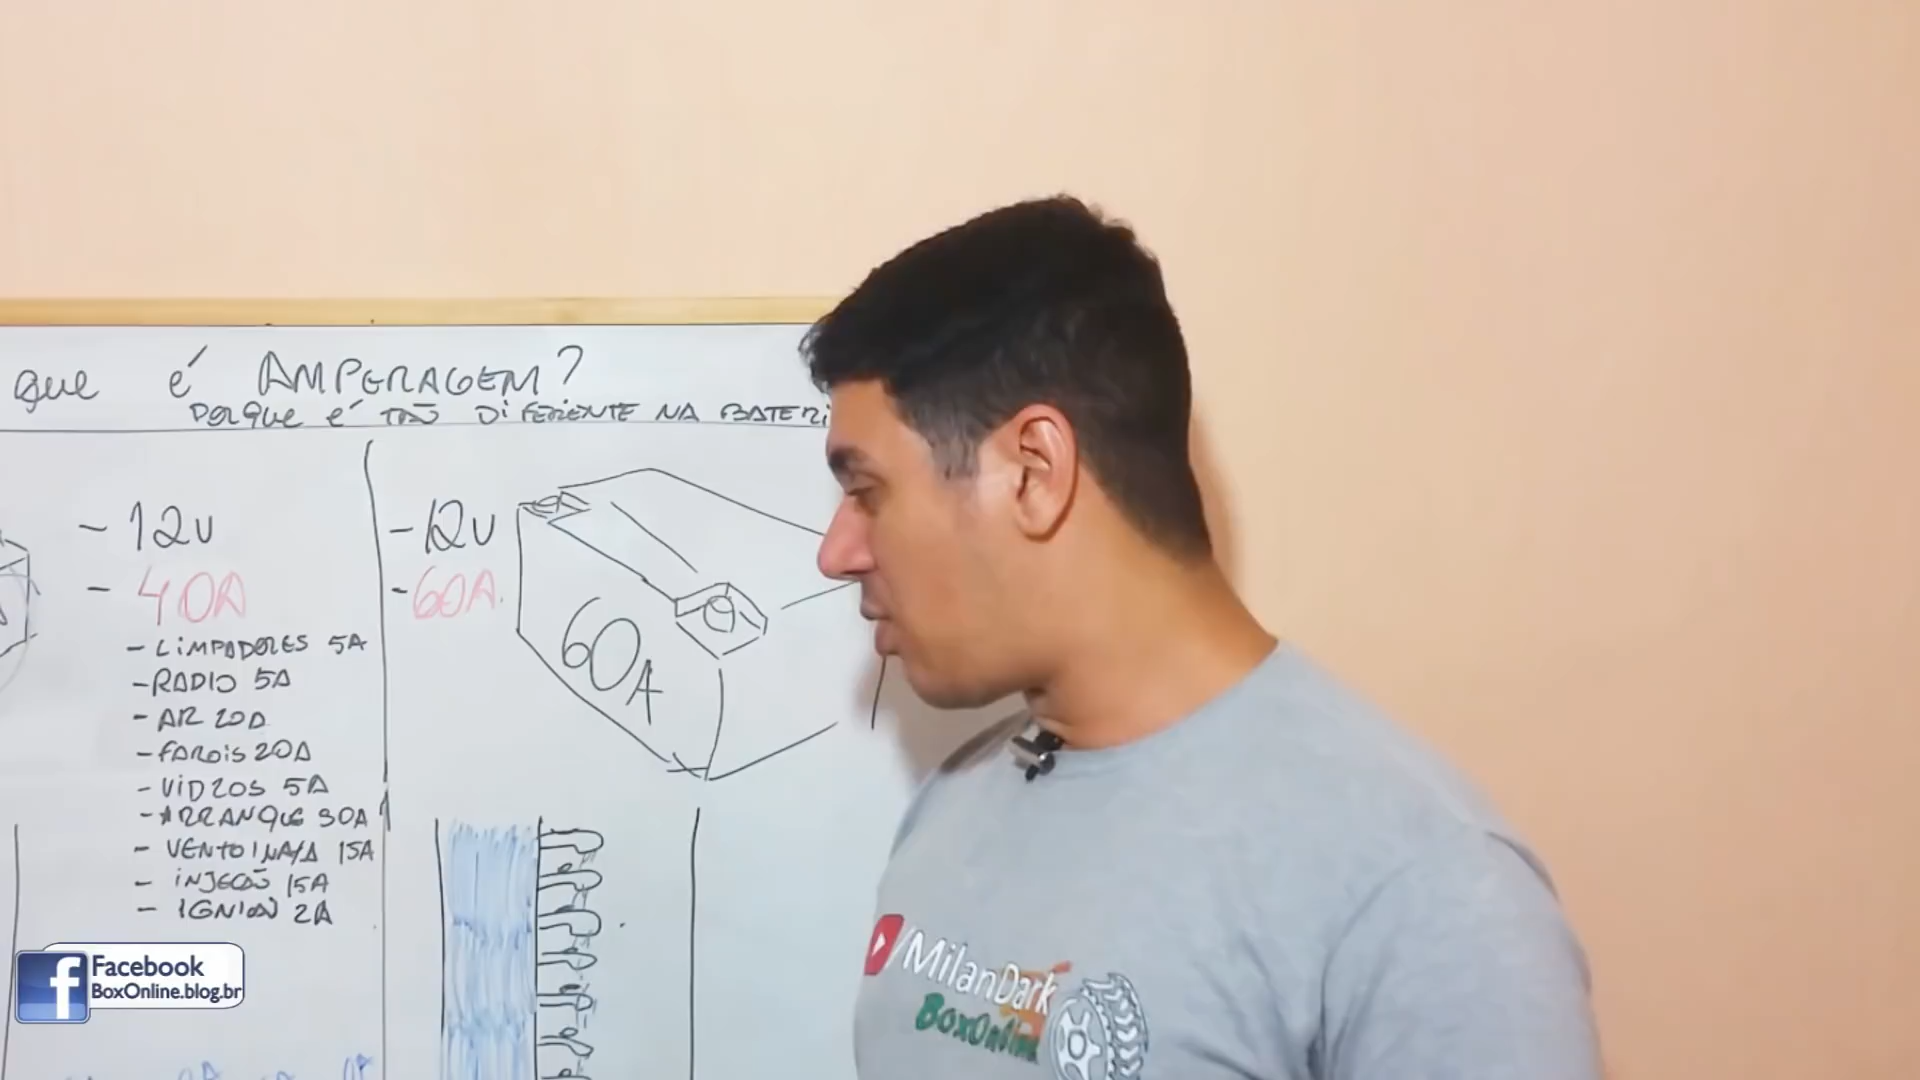 que é AMPERAGEM?
PORQUE É TÃO DIFERENTE NA BATERI
- 12V
- 40A
- LIMPADORES 5A
- RADIO 5A
- AR 20A
- FAROIS 20A
- VIDROS 5A
- ARRANQUE 30A
- VENTOINHA 15A
- INJEÇÃO 15A
- IGNIÇÃO 2A
- 12V
- 60A.
60A
/MilanDark
BoxOnline
Facebook
BoxOnline.blog.br